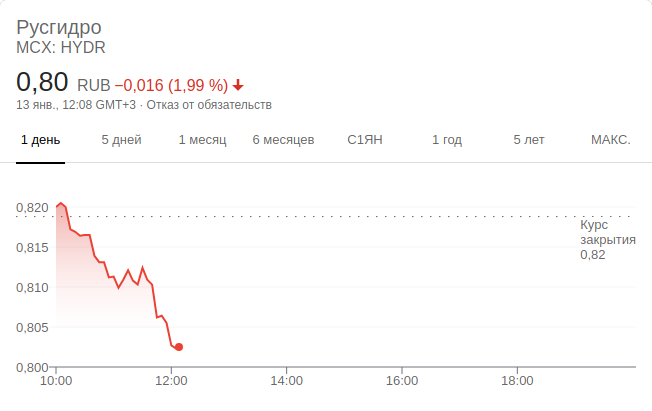 Русгидро
MCX: HYDR
0,80 RUB −0,016 (1,99 %)
13 янв., 12:08 GMT+3 · Отказ от обязательств
1 день 5 дней 1 месяц 6 месяцев С1ЯН 1 год 5 лет МАКС.
0,820
Курс
закрытия
0,82
0,815
0,810
0,805
0,800
10:00 12:00 14:00 16:00 18:00